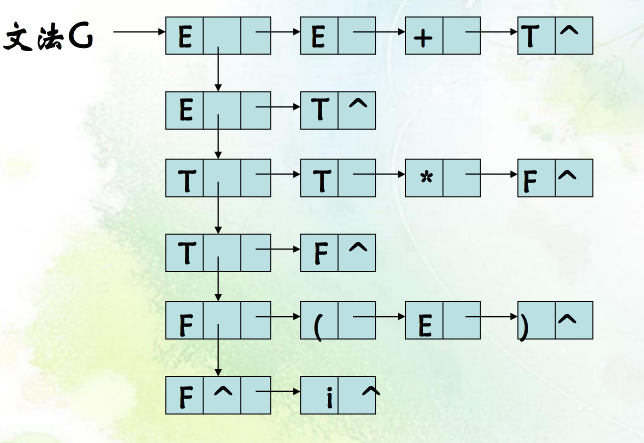 文法G E E + T ^
E T ^
T T * F ^
T F ^
F ( E ) ^
F ^ i ^